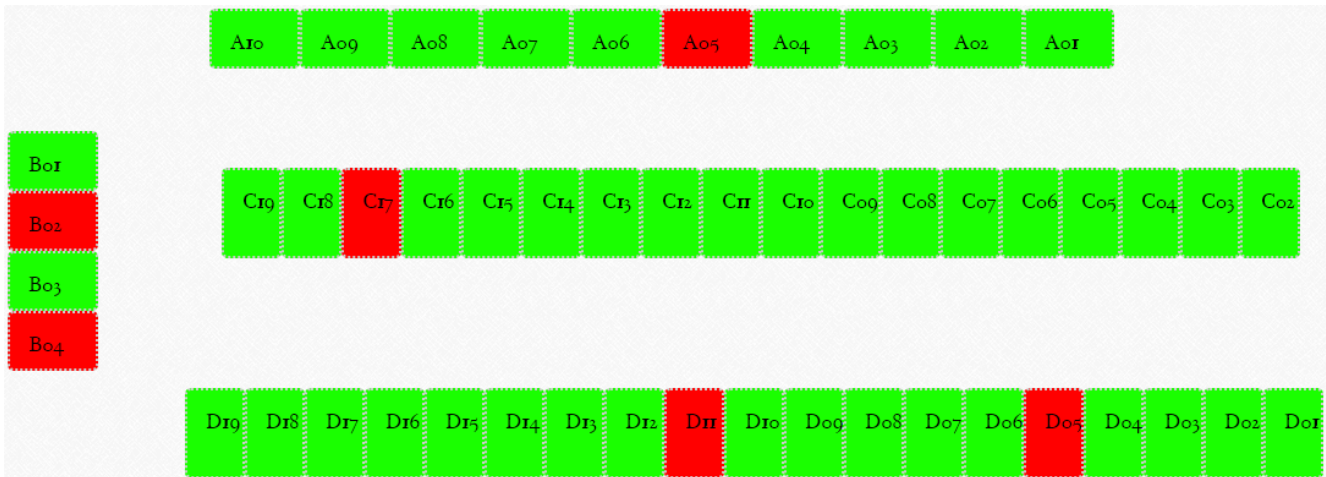 A10 A09 A08 A07 A06 A05 A04 A03 A02 A01
B01
C19 C18 C17 C16 C15 C14 C13 C12 C11 C10 C09 C08 C07 C06 C05 C04 C03 C02
B02
B03
B04
D19 D18 D17 D16 D15 D14 D13 D12 D11 D10 D09 D08 D07 D06 D05 D04 D03 D02 D01